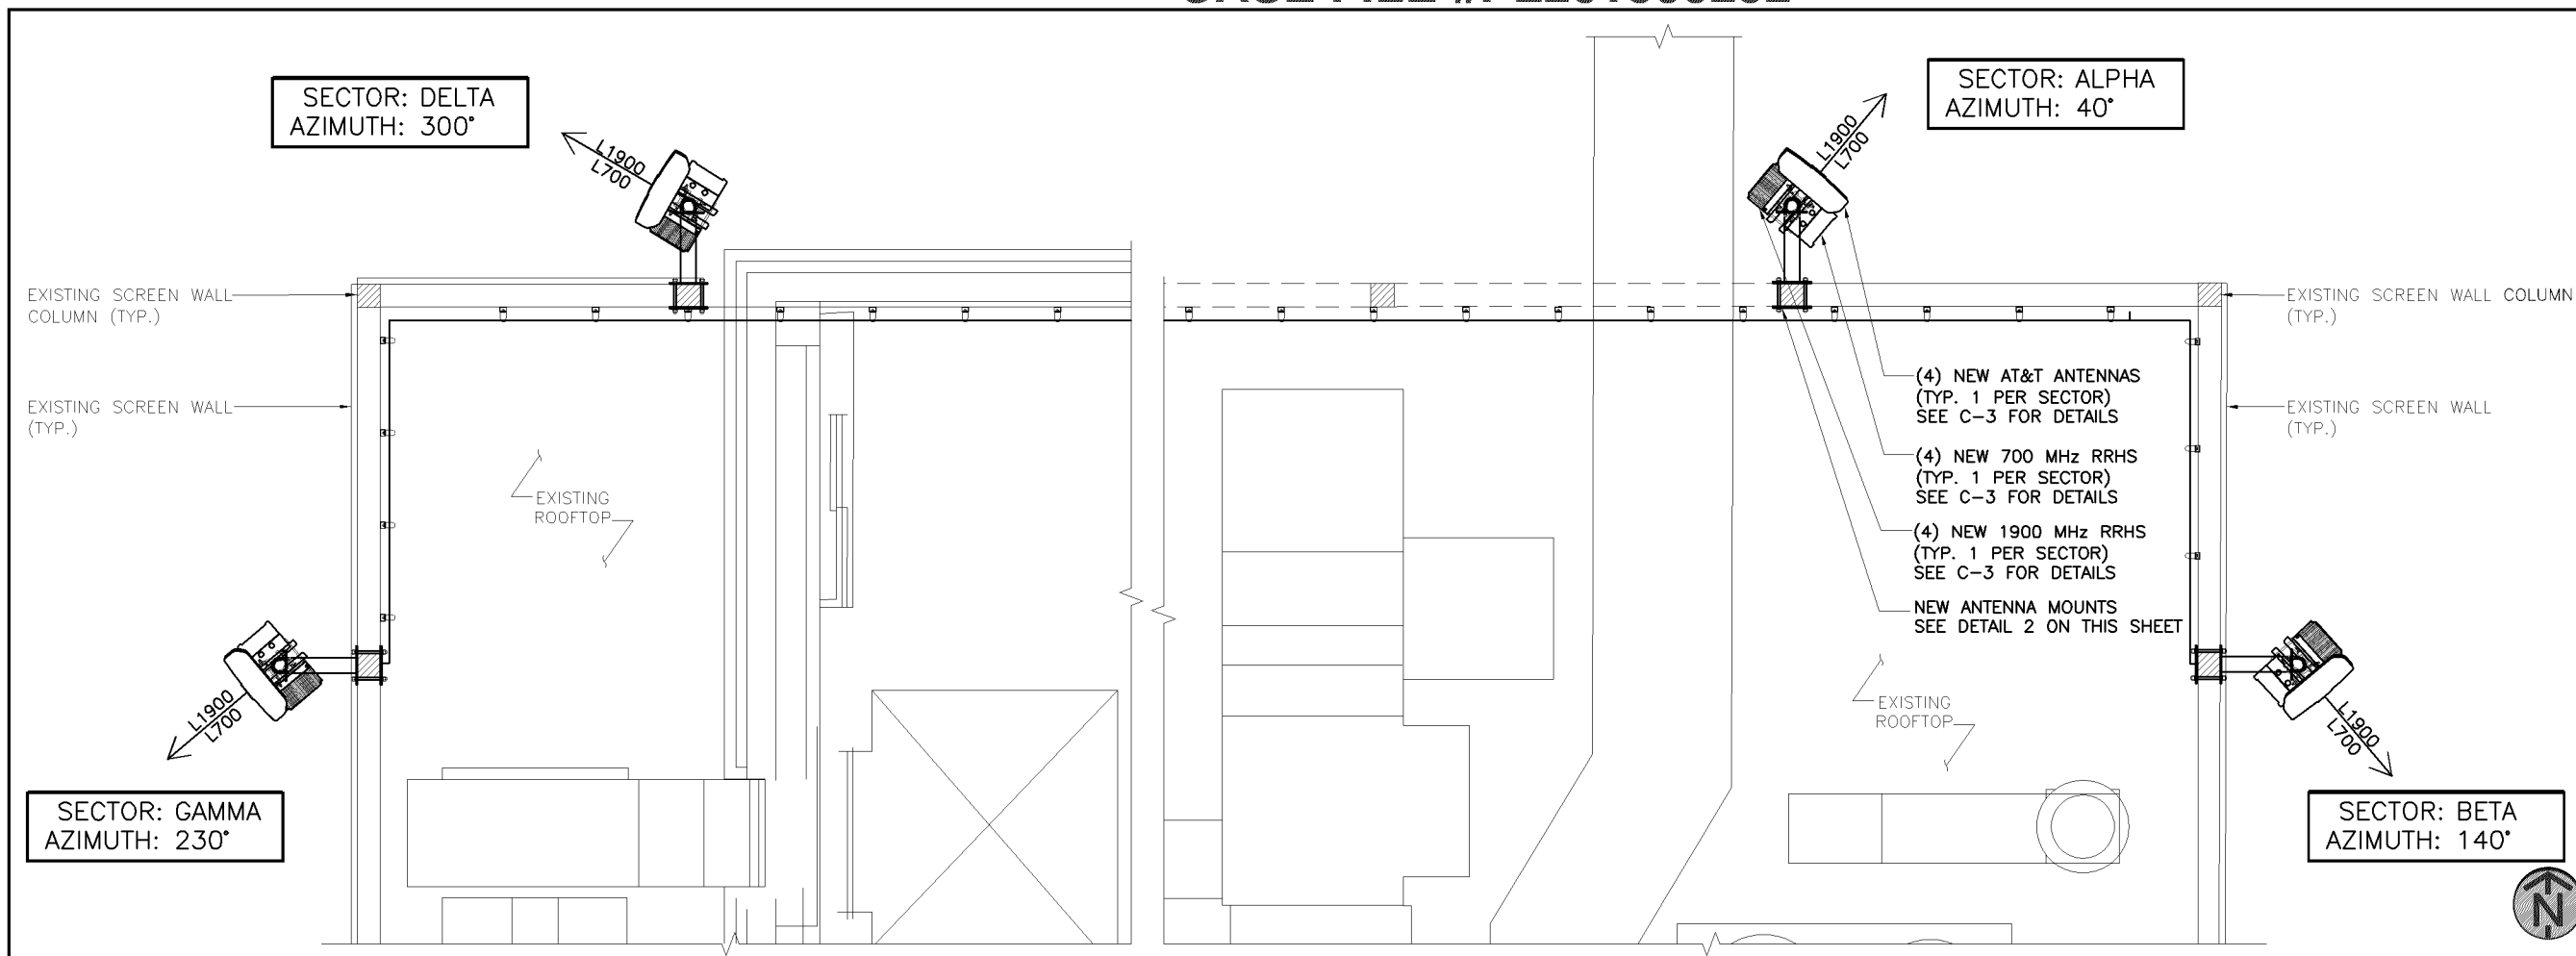 SECTOR: DELTA
AZIMUTH: 300°
SECTOR: ALPHA
AZIMUTH: 40°
L1900
L700
L1900
L700
EXISTING SCREEN WALL
COLUMN (TYP.)
EXISTING SCREEN WALL COLUMN
(TYP.)
EXISTING SCREEN WALL
(TYP.)
EXISTING SCREEN WALL
(TYP.)
(4) NEW AT&T ANTENNAS
(TYP. 1 PER SECTOR)
SEE C-3 FOR DETAILS
(4) NEW 700 MHz RRHS
(TYP. 1 PER SECTOR)
SEE C-3 FOR DETAILS
(4) NEW 1900 MHz RRHS
(TYP. 1 PER SECTOR)
SEE C-3 FOR DETAILS
NEW ANTENNA MOUNTS
SEE DETAIL 2 ON THIS SHEET
EXISTING
ROOFTOP
EXISTING
ROOFTOP
L1900
L700
L1900
L700
SECTOR: GAMMA
AZIMUTH: 230°
SECTOR: BETA
AZIMUTH: 140°
N